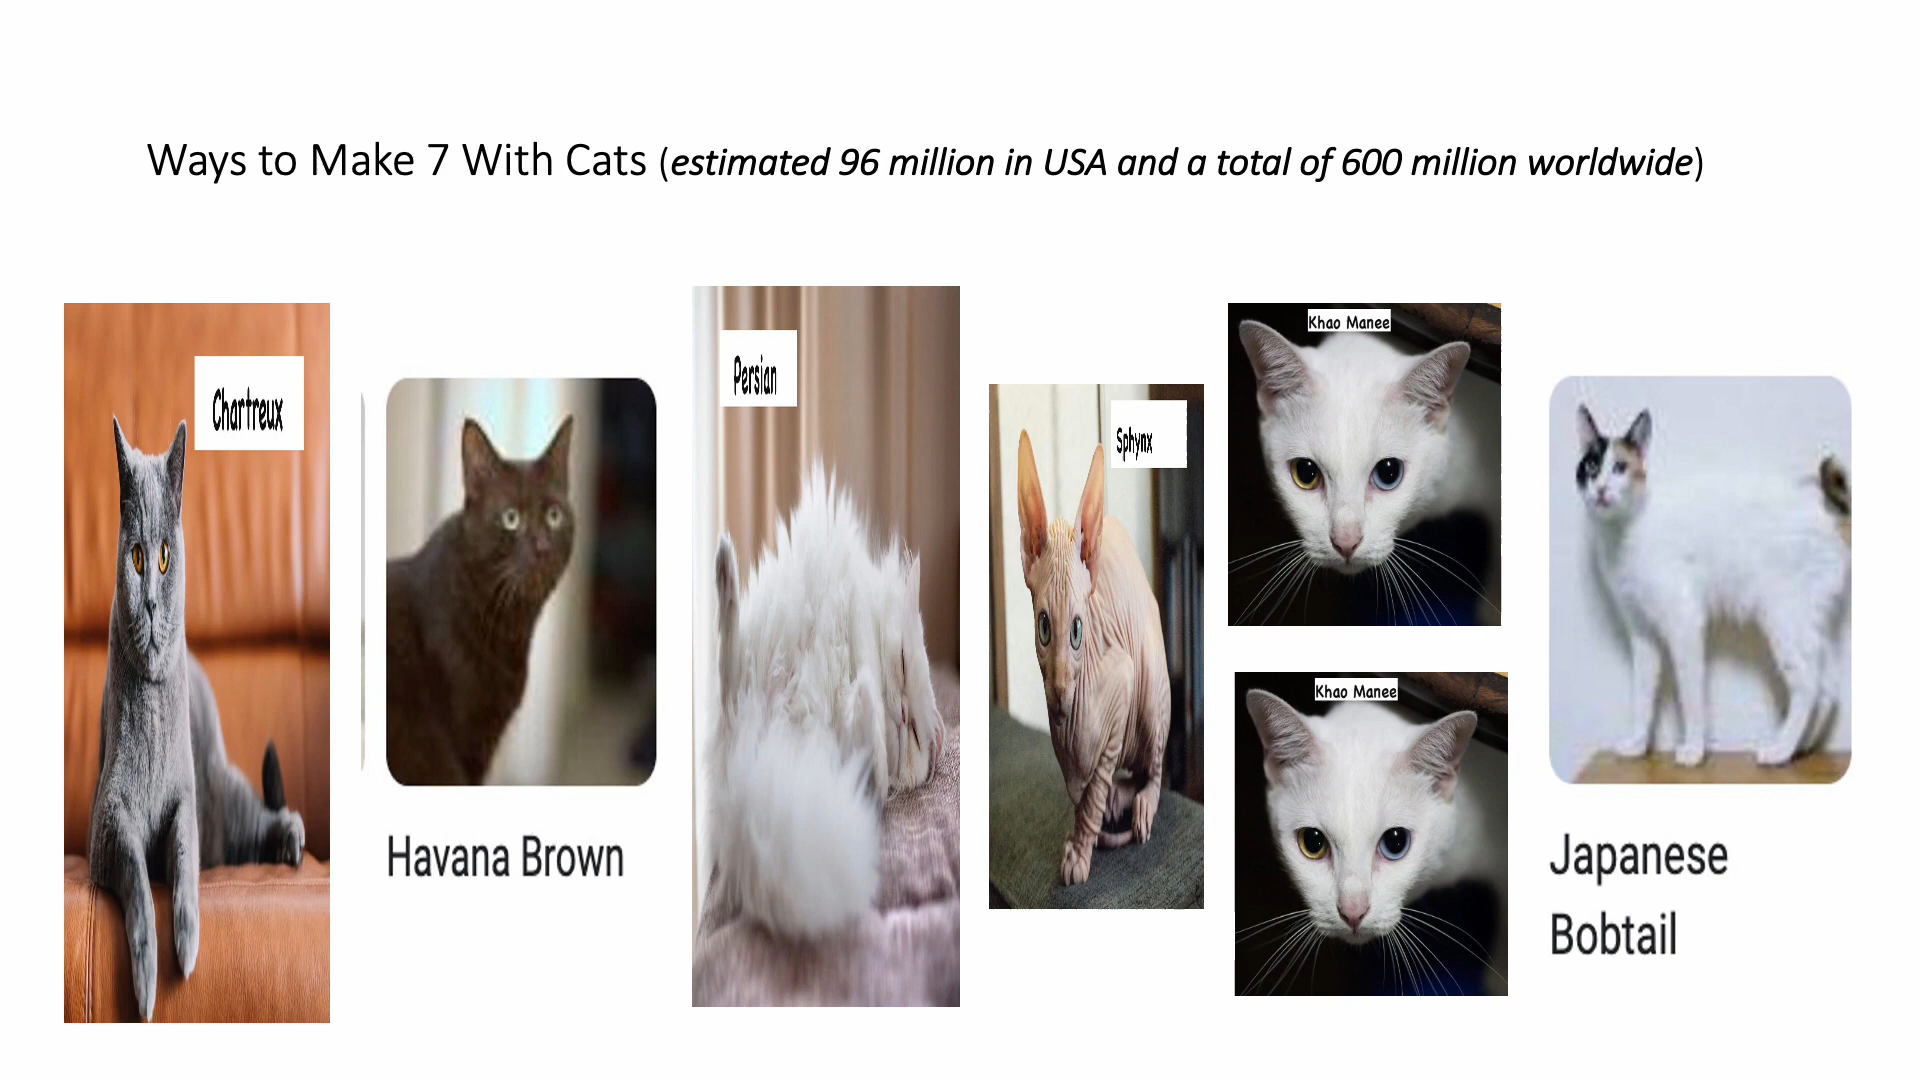 Ways to Make 7 With Cats (estimated 96 million in USA and a total of 600 million worldwide)
Chartreux
Havana Brown
Persian
Sphynx
Khao Manee
Khao Manee
Japanese
Bobtail